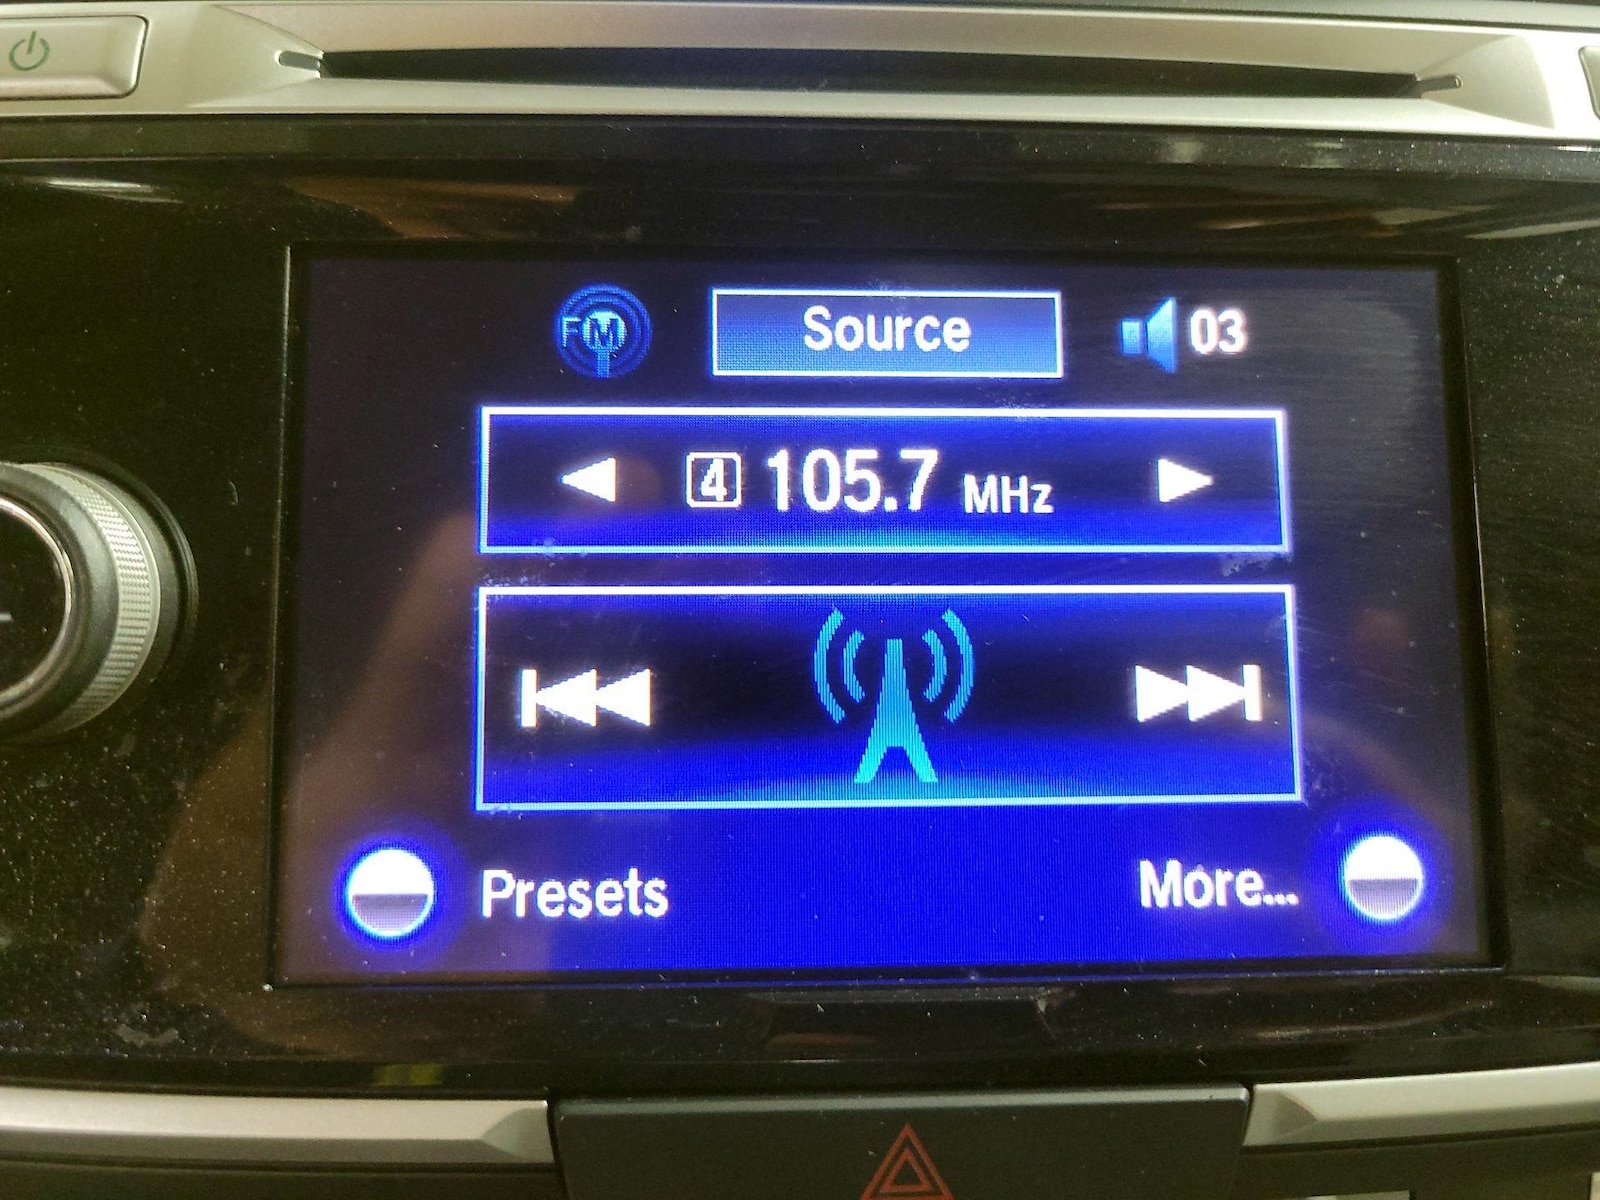 FM Source 03
4 105.7 MHz
Presets More...